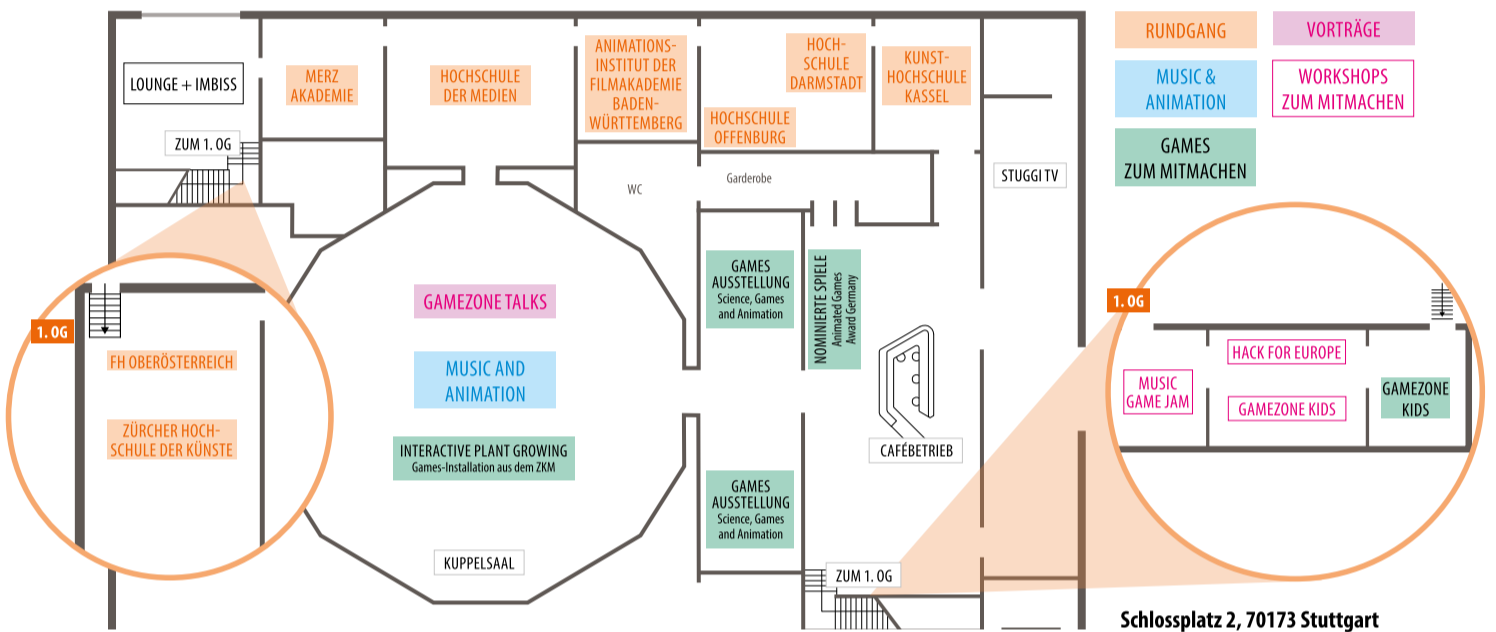 LOUNGE + IMBISS
ZUM 1. OG
MERZ
AKADEMIE
HOCHSCHULE
DER MEDIEN
ANIMATIONS-
INSTITUT DER
FILMAKADEMIE
BADEN-
WÜRTTEMBERG
HOCHSCHULE
OFFENBURG
HOCH-
SCHULE
DARMSTADT
KUNST-
HOCHSCHULE
KASSEL
STUGGI TV
WC
Garderobe
RUNDGANG
VORTRÄGE
MUSIC &
ANIMATION
WORKSHOPS
ZUM MITMACHEN
GAMES
ZUM MITMACHEN
1. OG
FH OBERÖSTERREICH
ZÜRCHER HOCH-
SCHULE DER KÜNSTE
GAMEZONE TALKS
MUSIC AND
ANIMATION
INTERACTIVE PLANT GROWING
Games-Installation aus dem ZKM
KUPPELSAAL
GAMES
AUSSTELLUNG
Science, Games
and Animation
NOMINIERTE SPIELE
Animated Games
Award Germany
GAMES
AUSSTELLUNG
Science, Games
and Animation
CAFÉBETRIEB
ZUM 1. OG
1. OG
MUSIC
GAME JAM
HACK FOR EUROPE
GAMEZONE KIDS
GAMEZONE
KIDS
Schlossplatz 2, 70173 Stuttgart